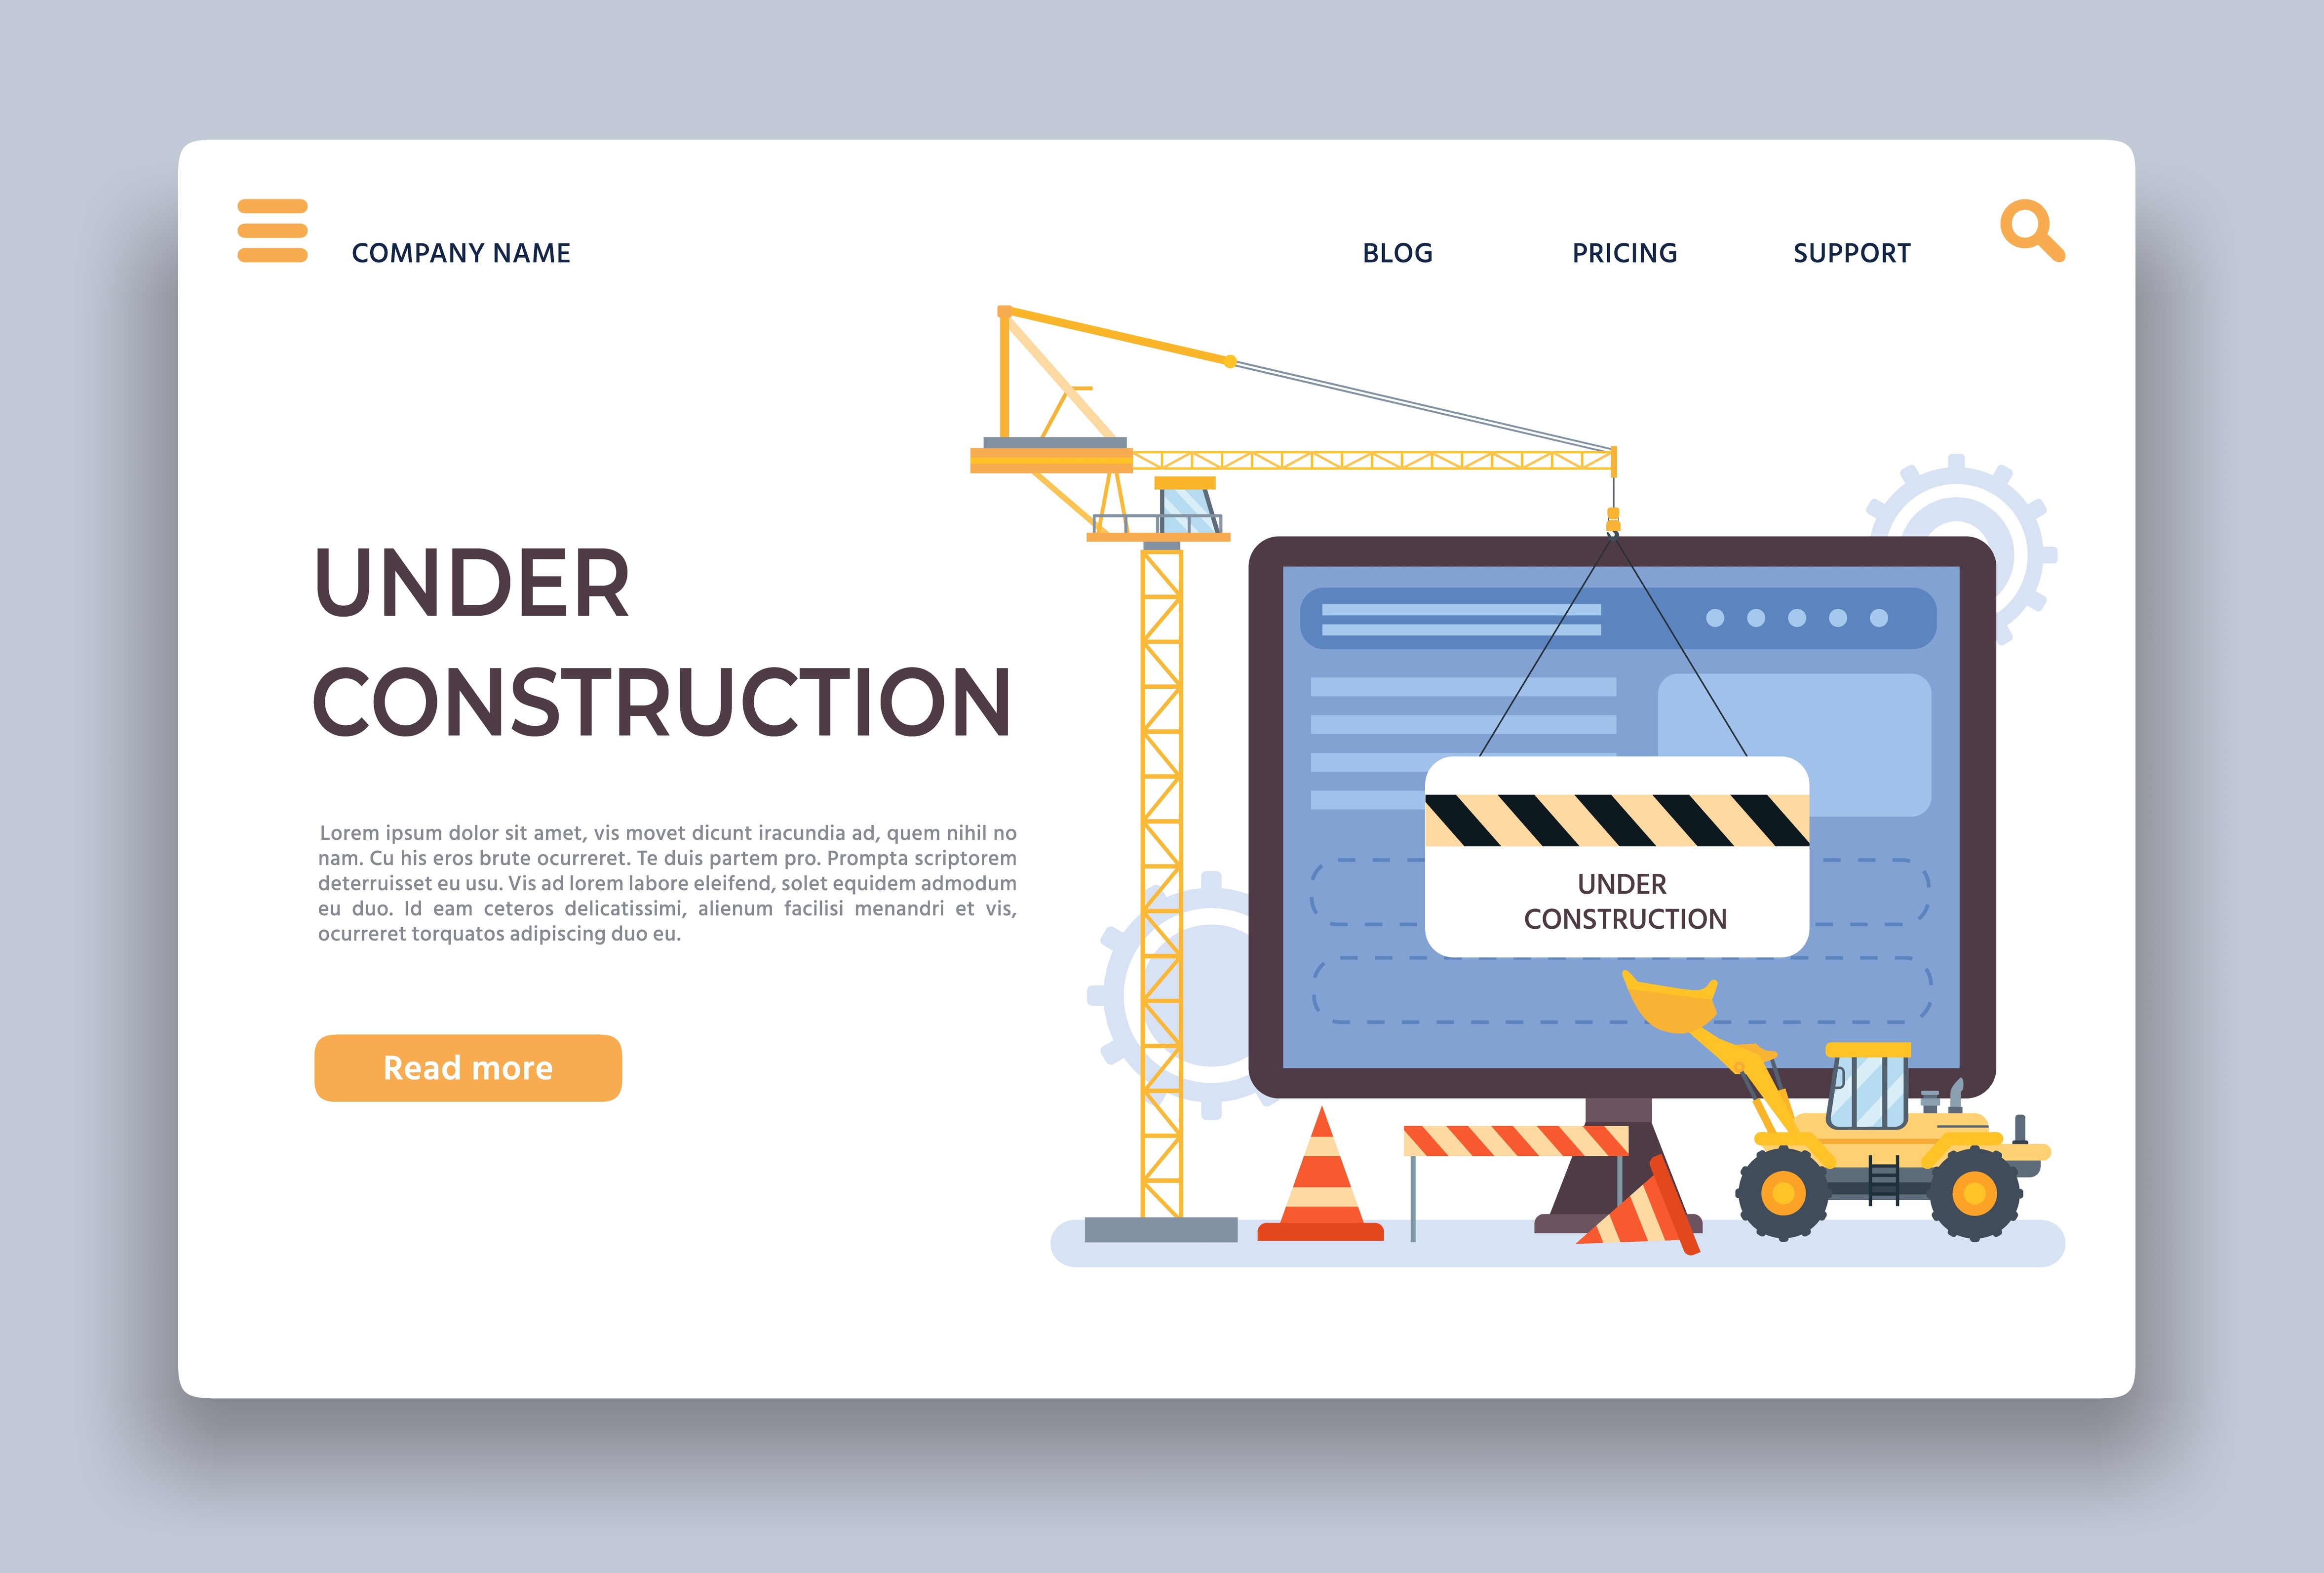 COMPANY NAME
BLOG
PRICING
SUPPORT
UNDER
CONSTRUCTION
Lorem ipsum dolor sit amet, vis movet dicunt iracundia ad, quem nihil no
nam. Cu his eros brute ocurreret. Te duis partem pro. Prompta scriptorem
deterruisset eu usu. Vis ad lorem labore eleifend, solet equidem admodum
eu duo. Id eam ceteros delicatissimi, alienum facilisi menandri et vis,
ocurreret torquatos adipiscing duo eu.
Read more
UNDER
CONSTRUCTION